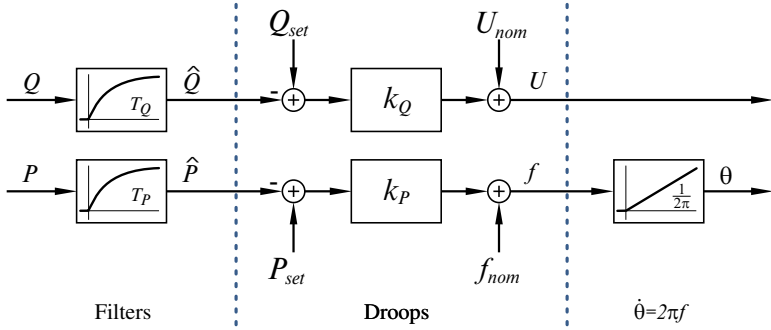 Q_set
U_nom
Q
T_Q
Q̂
-
+
k_Q
+
U
P
T_P
P̂
-
+
k_P
+
f
1/2π
θ
P_set
f_nom
Filters
Droops
θ̇=2πf